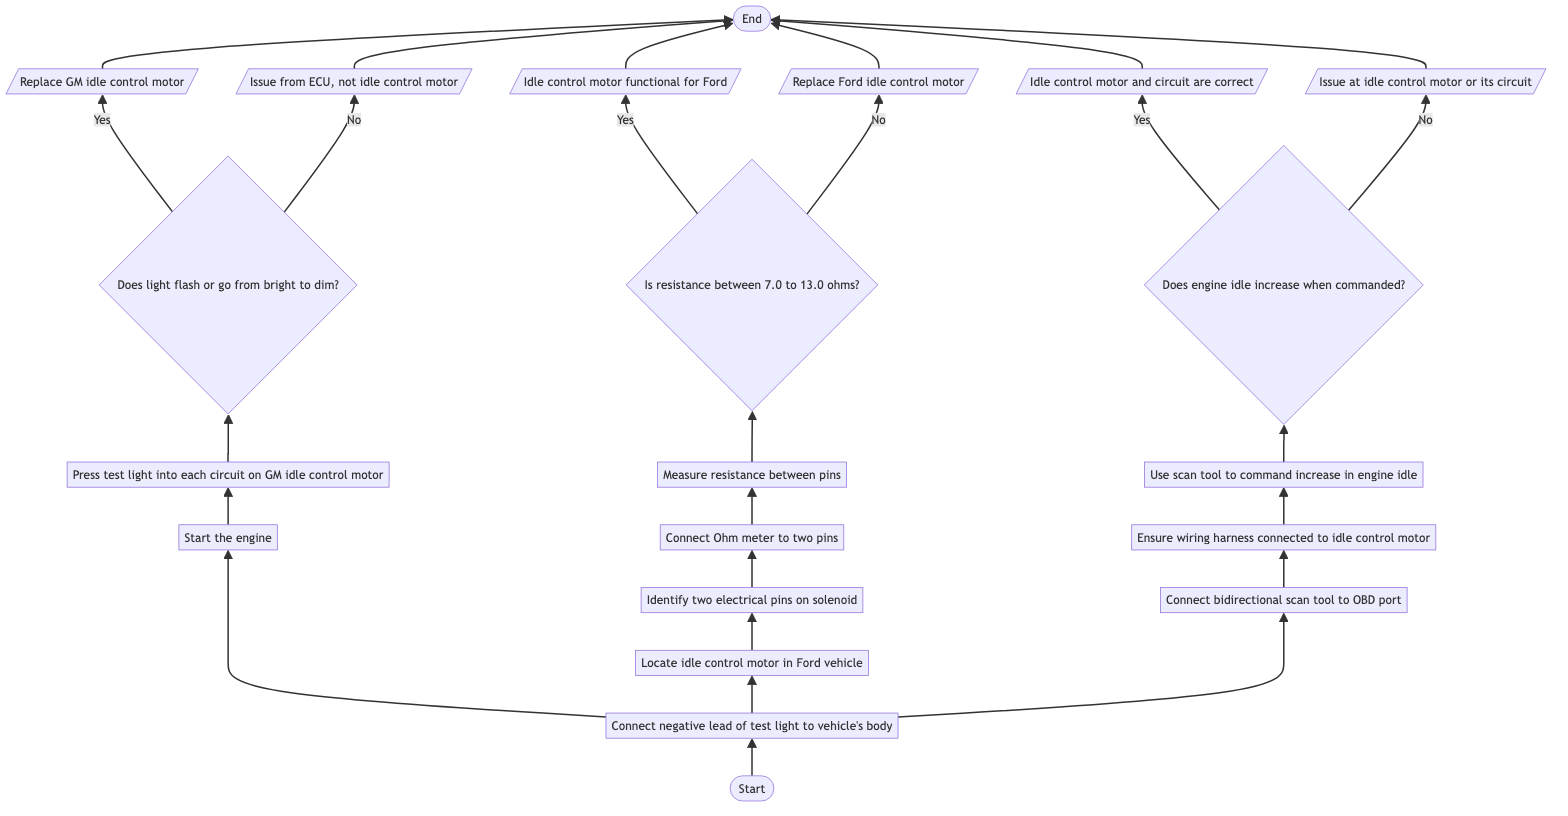 End
Replace GM idle control motor
Issue from ECU, not idle control motor
Idle control motor functional for Ford
Replace Ford idle control motor
Idle control motor and circuit are correct
Issue at idle control motor or its circuit
Yes
No
Yes
No
Yes
No
Does light flash or go from bright to dim?
Is resistance between 7.0 to 13.0 ohms?
Does engine idle increase when commanded?
Press test light into each circuit on GM idle control motor
Measure resistance between pins
Use scan tool to command increase in engine idle
Start the engine
Connect Ohm meter to two pins
Ensure wiring harness connected to idle control motor
Identify two electrical pins on solenoid
Connect bidirectional scan tool to OBD port
Locate idle control motor in Ford vehicle
Connect negative lead of test light to vehicle's body
Start